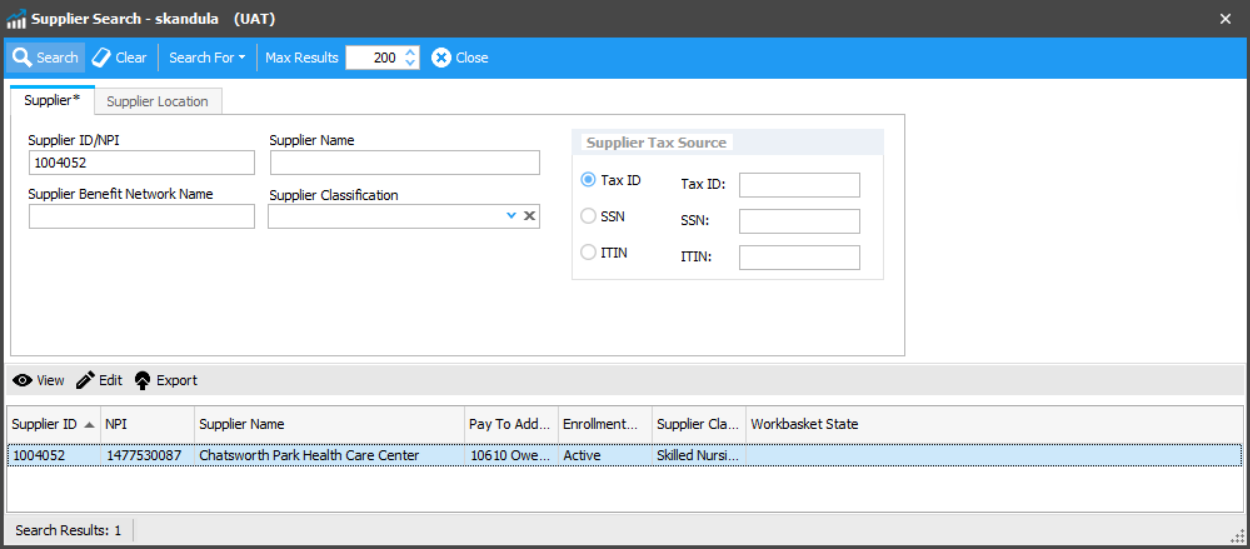 Supplier Search - skandula (UAT)
Search Clear Search For Max Results 200 Close
Supplier* Supplier Location
Supplier ID/NPI Supplier Name
1004052
Supplier Benefit Network Name Supplier Classification
Supplier Tax Source
Tax ID Tax ID:
SSN SSN:
ITIN ITIN:
View Edit Export
Supplier ID NPI Supplier Name Pay To Add... Enrollment... Supplier Cla... Workbasket State
1004052 1477530087 Chatsworth Park Health Care Center 10610 Owe... Active Skilled Nursi...
Search Results: 1